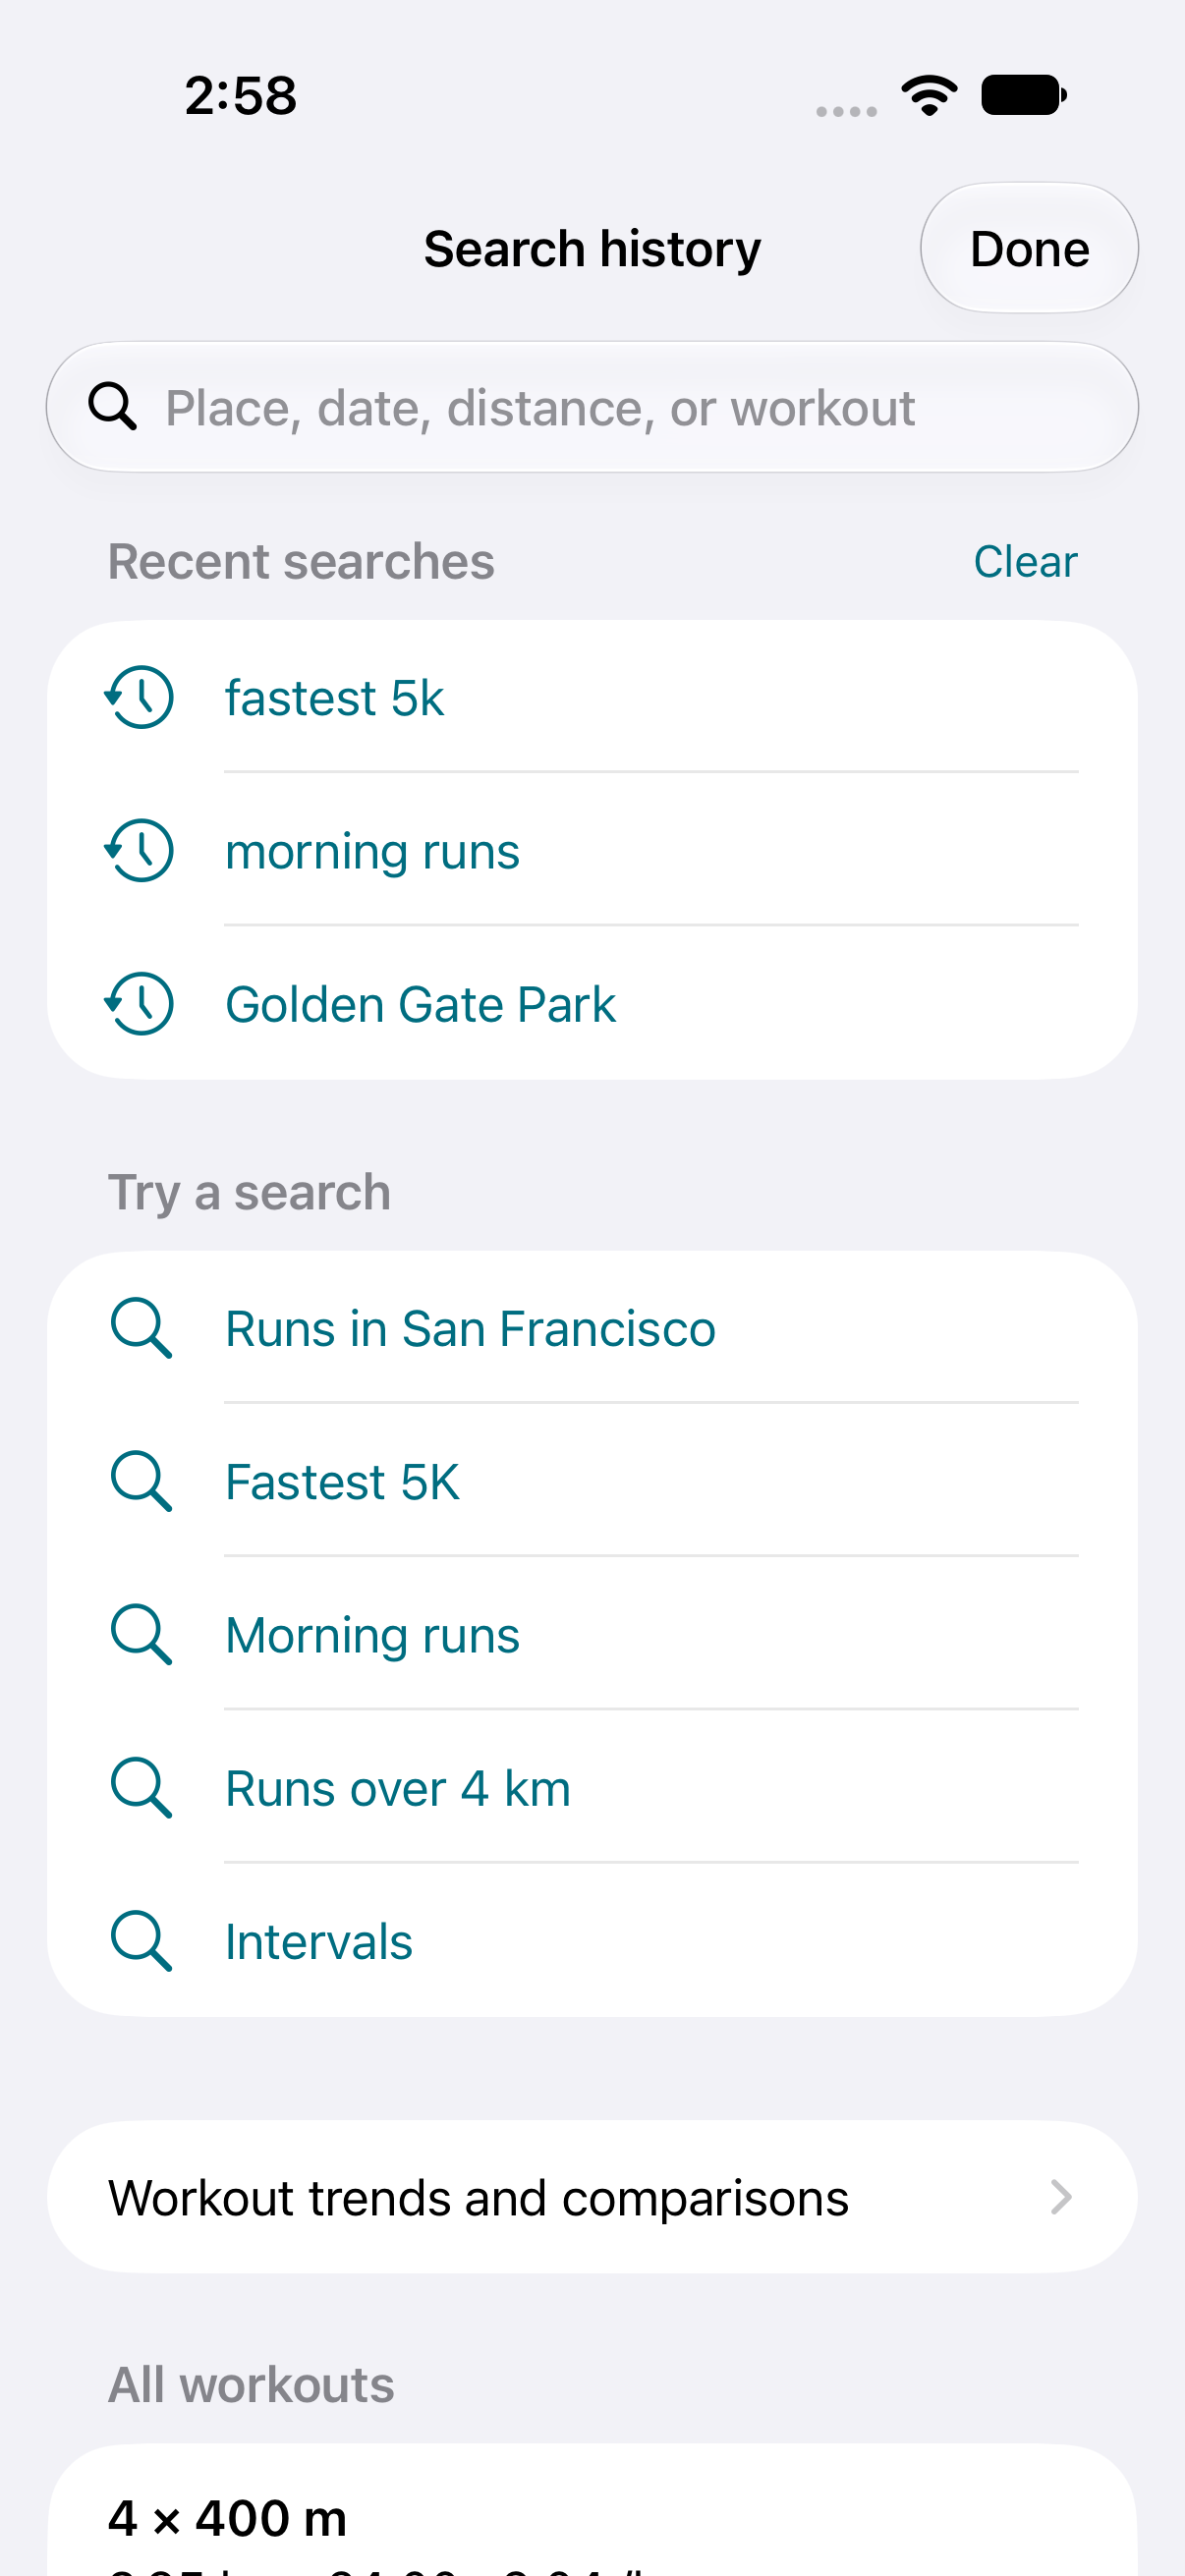 2:58
Search history
Done
Place, date, distance, or workout
Recent searches
Clear
fastest 5k
morning runs
Golden Gate Park
Try a search
Runs in San Francisco
Fastest 5K
Morning runs
Runs over 4 km
Intervals
Workout trends and comparisons
All workouts
4 × 400 m